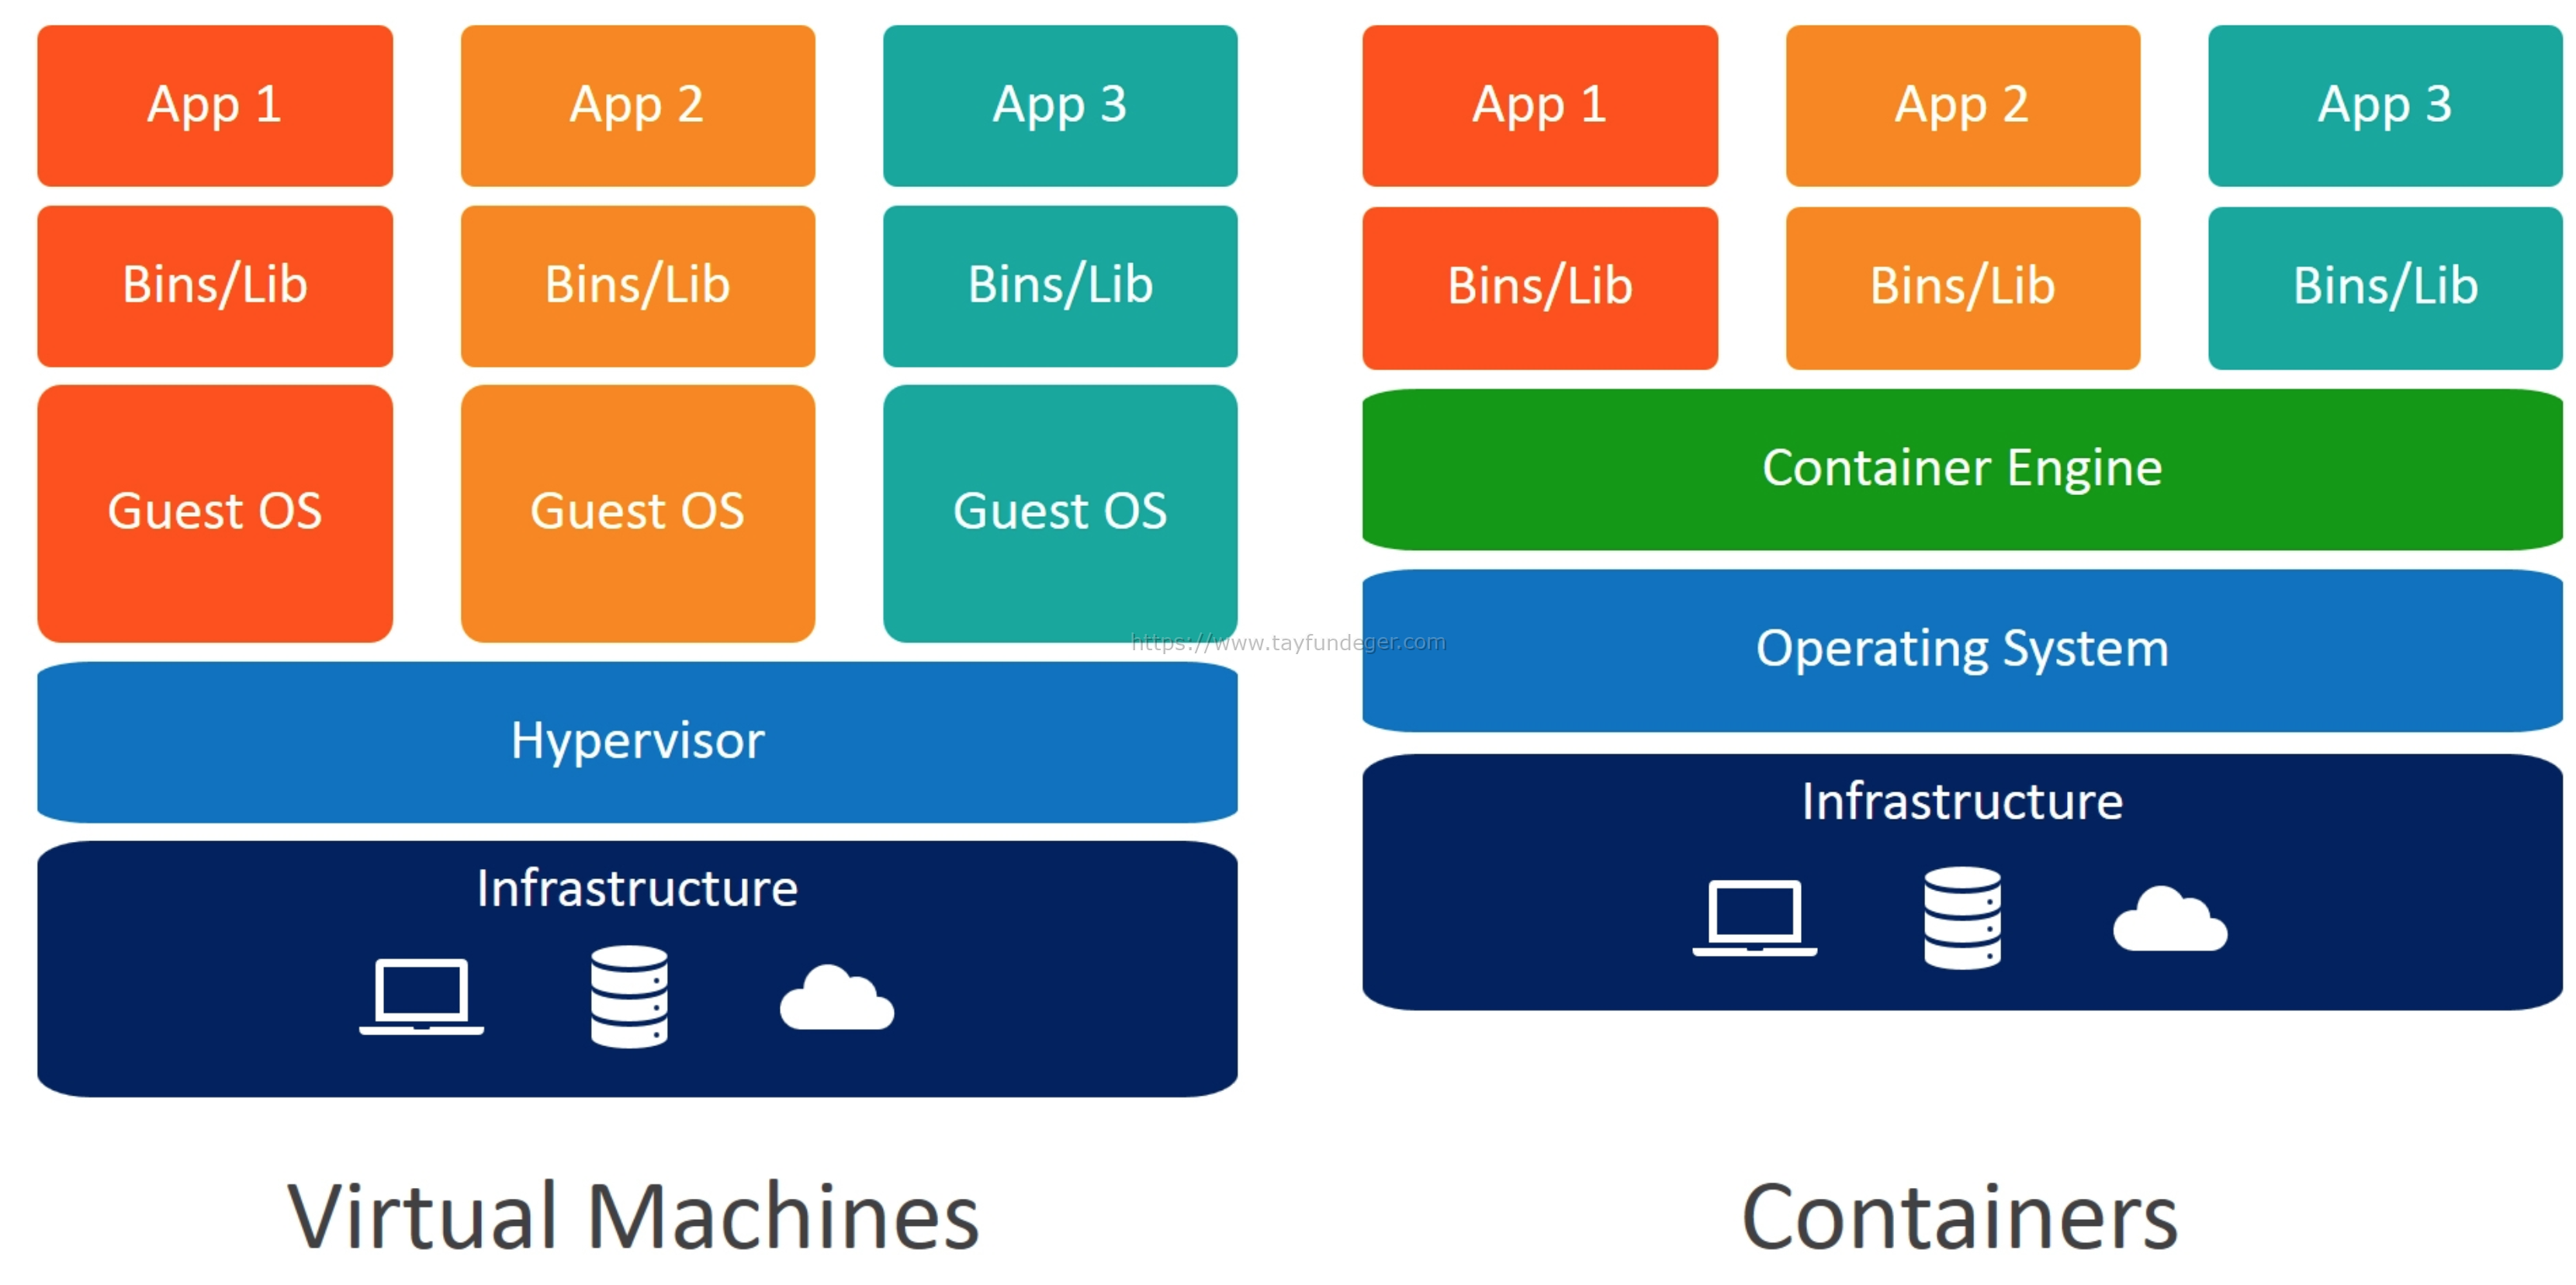 App 1
App 2
App 3
Bins/Lib
Bins/Lib
Bins/Lib
Guest OS
Guest OS
Guest OS
Hypervisor
Infrastructure
Virtual Machines
App 1
App 2
App 3
Bins/Lib
Bins/Lib
Bins/Lib
Container Engine
Operating System
Infrastructure
Containers
https://www.tayfundeger.com